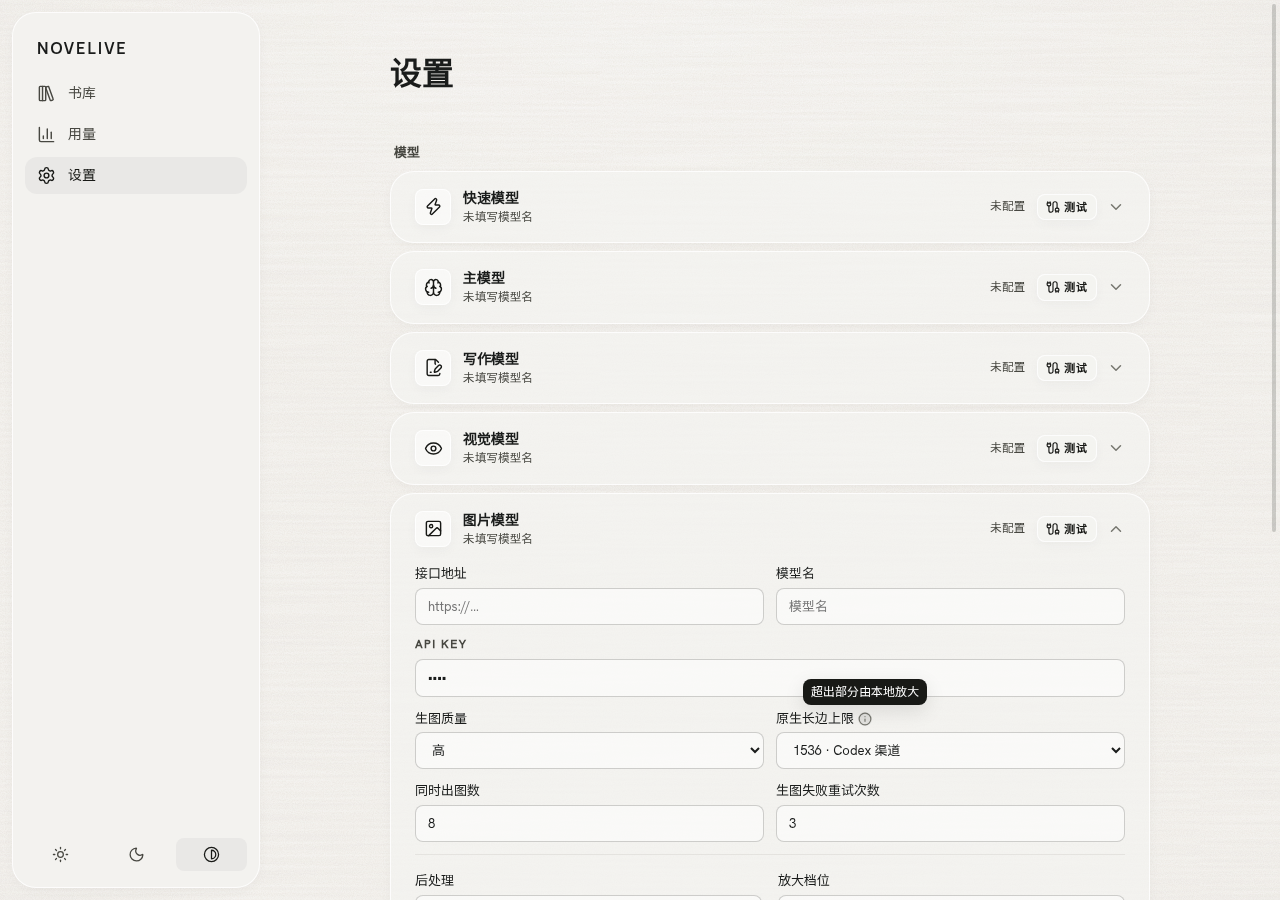 NOVELIVE
书库
用量
设置
设置
模型
快速模型
未填写模型名
未配置
测试
主模型
未填写模型名
未配置
测试
写作模型
未填写模型名
未配置
测试
视觉模型
未填写模型名
未配置
测试
图片模型
未填写模型名
未配置
测试
接口地址
模型名
https://...
模型名
API KEY
••••
超出部分由本地放大
生图质量
原生长边上限
高
1536 · Codex 渠道
同时出图数
生图失败重试次数
8
3
后处理
放大档位